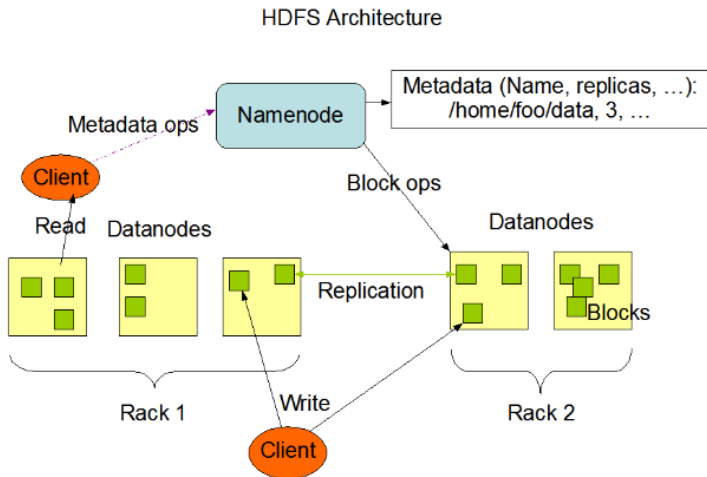 HDFS Architecture
Metadata (Name, replicas, …):
/home/foo/data, 3, …
Namenode
Metadata ops
Client
Block ops
Read
Datanodes
Datanodes
Replication
Blocks
Rack 1
Write
Rack 2
Client